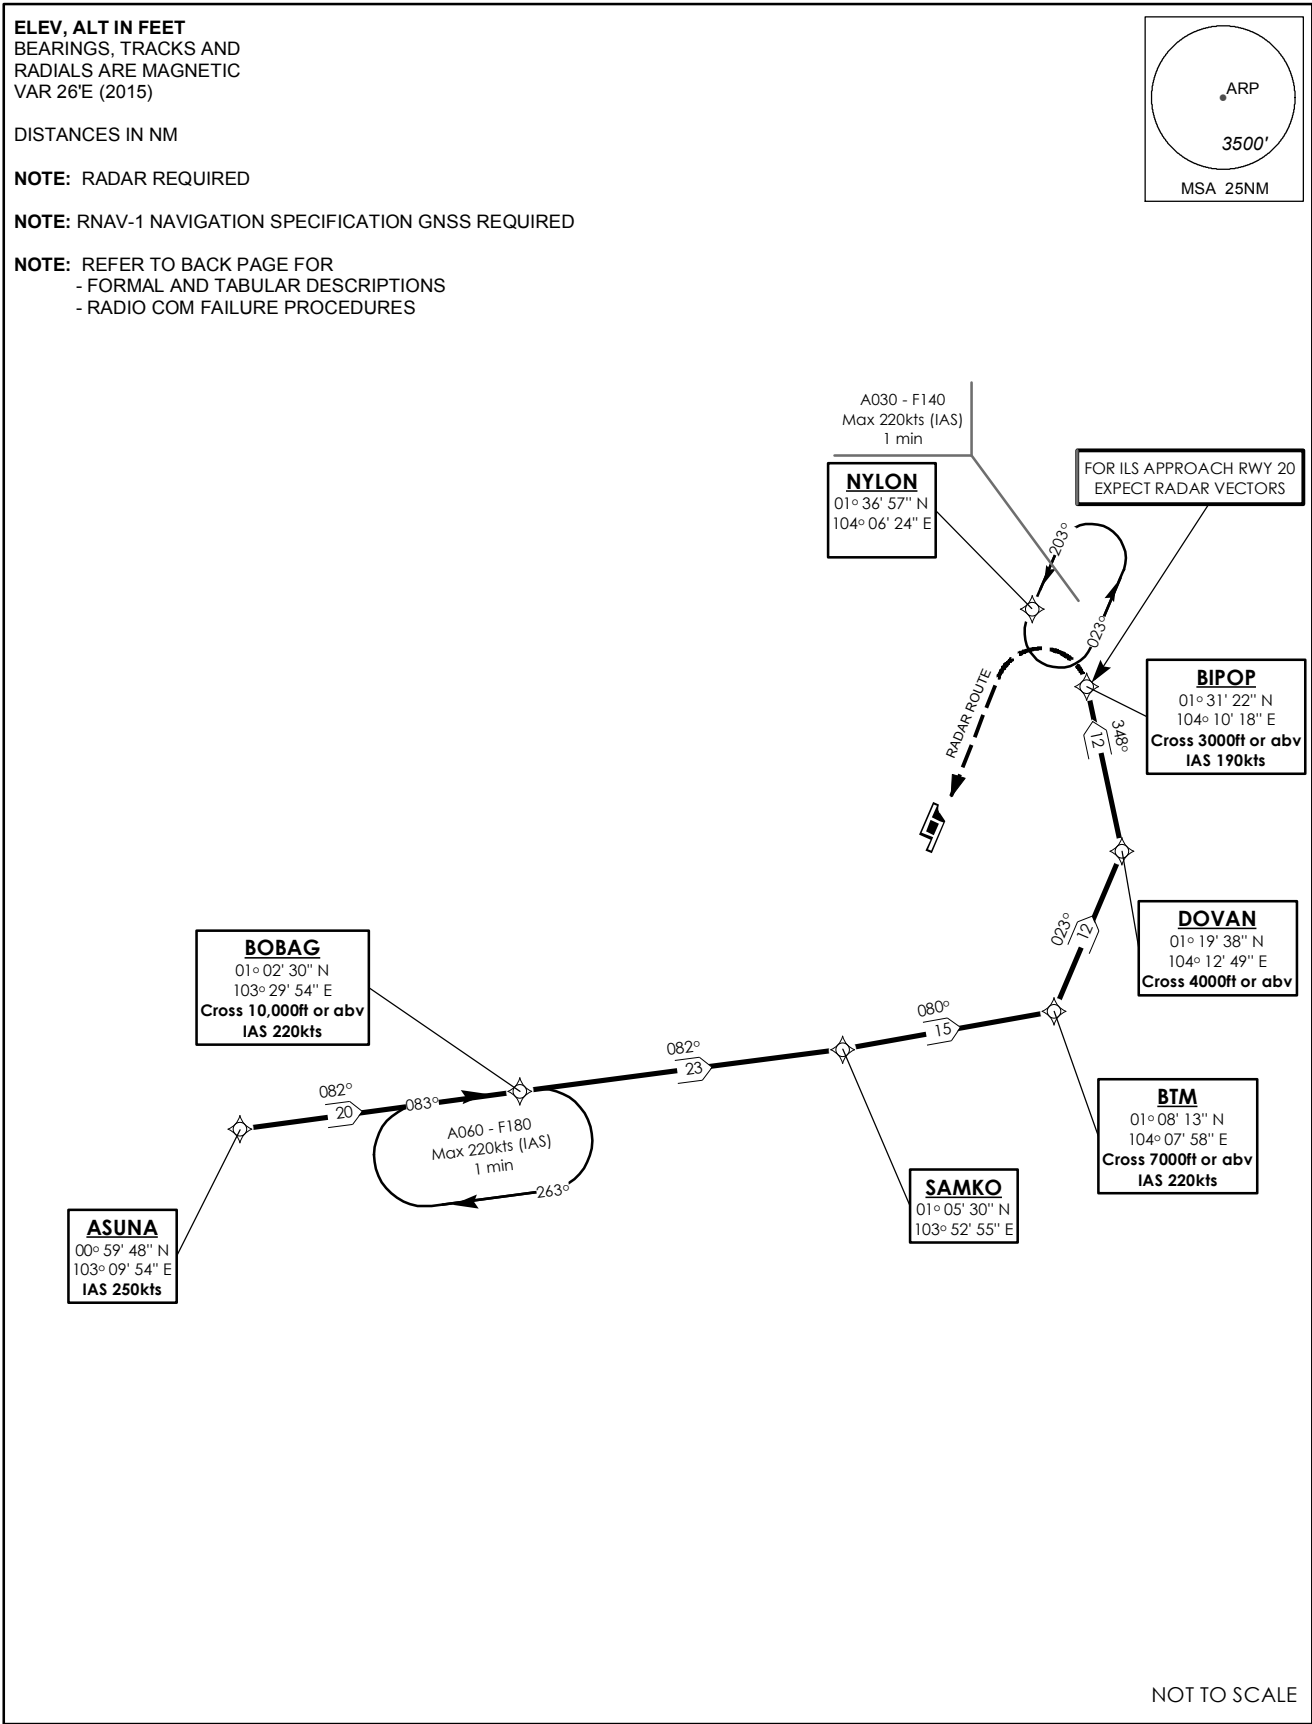 ELEV, ALT IN FEET
BEARINGS, TRACKS AND
RADIALS ARE MAGNETIC
VAR 26'E (2015)
DISTANCES IN NM
NOTE: RADAR REQUIRED
NOTE: RNAV-1 NAVIGATION SPECIFICATION GNSS REQUIRED
NOTE: REFER TO BACK PAGE FOR
- FORMAL AND TABULAR DESCRIPTIONS
- RADIO COM FAILURE PROCEDURES
ARP
3500'
MSA 25NM
A030 - F140
Max 220kts (IAS)
1 min
NYLON
01° 36' 57" N
104° 06' 24" E
FOR ILS APPROACH RWY 20
EXPECT RADAR VECTORS
203°
023°
RADAR ROUTE
BIPOP
01° 31' 22" N
104° 10' 18" E
Cross 3000ft or abv
IAS 190kts
348°
12
DOVAN
01° 19' 38" N
104° 12' 49" E
Cross 4000ft or abv
023°
12
BOBAG
01° 02' 30" N
103° 29' 54" E
Cross 10,000ft or abv
IAS 220kts
080°
15
082°
23
082°
20
083°
A060 - F180
Max 220kts (IAS)
1 min
263°
BTM
01° 08' 13" N
104° 07' 58" E
Cross 7000ft or abv
IAS 220kts
SAMKO
01° 05' 30" N
103° 52' 55" E
ASUNA
00° 59' 48" N
103° 09' 54" E
IAS 250kts
NOT TO SCALE